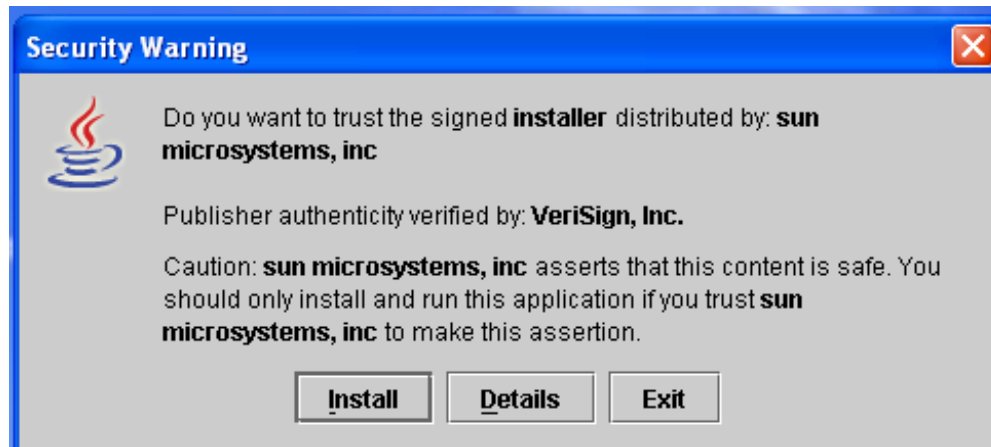 Security Warning
Do you want to trust the signed installer distributed by: sun
microsystems, inc
Publisher authenticity verified by: VeriSign, Inc.
Caution: sun microsystems, inc asserts that this content is safe. You
should only install and run this application if you trust sun
microsystems, inc to make this assertion.
Install Details Exit